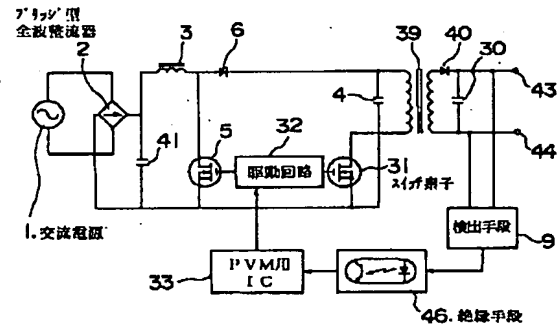 ブリッジ型
全波整流器
2
3
6
39
40
30
4
43
5
32
41
駆動回路
31
スイッチ素子
44
1.交流電源
検出手段
9
33
PVM用
IC
46.絶縁手段